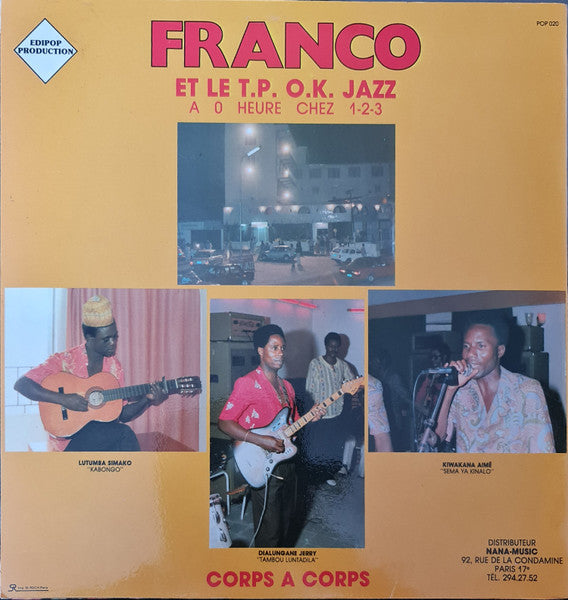 EDIPOP
PRODUCTION
POP 020
FRANCO
ET LE T.P. O.K. JAZZ
A 0 HEURE CHEZ 1-2-3
LUTUMBA SIMAKO
"KABONGO"
KIWAKANA AIMÉ
"SEMA YA KINALO"
DIALUNGANE JERRY
"TAMBOU LUNTADILA"
DISTRIBUTEUR
NANA-MUSIC
92, RUE DE LA CONDAMINE
PARIS 17e
TÉL. 294.27.52
CORPS A CORPS